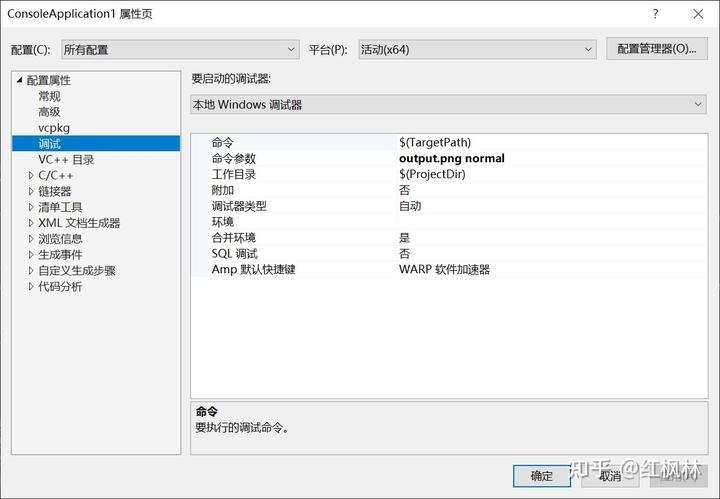 ConsoleApplication1 属性页
? ×
配置(C): 所有配置 平台(P): 活动(x64) 配置管理器(O)...
配置属性
常规
高级
vcpkg
调试
VC++ 目录
C/C++
链接器
清单工具
XML 文档生成器
浏览信息
生成事件
自定义生成步骤
代码分析
要启动的调试器:
本地 Windows 调试器
命令 $(TargetPath)
命令参数 output.png normal
工作目录 $(ProjectDir)
附加 否
调试器类型 自动
环境
合并环境 是
SQL 调试 否
Amp 默认快捷键 WARP 软件加速器
命令
要执行的调试命令。
确定 取消 应用(A)
知乎 @红枫林